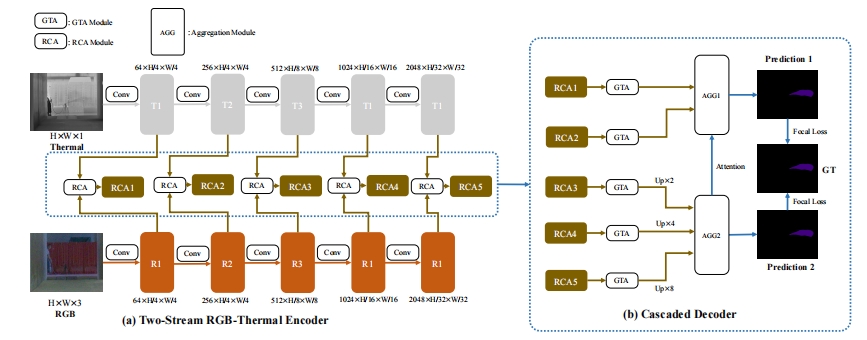 GTA : GTA Module
RCA : RCA Module
AGG : Aggregation Module
64×H/4×W/4 256×H/4×W/4 512×H/8×W/8 1024×H/16×W/16 2048×H/32×W/32
Conv T1 Conv T2 Conv T3 Conv T1 Conv T1
H×W×1
Thermal
RCA RCA1 RCA RCA2 RCA RCA3 RCA RCA4 RCA RCA5
Conv R1 Conv R2 Conv R3 Conv R1 Conv R1
H×W×3
RGB
64×H/4×W/4 256×H/4×W/4 512×H/8×W/8 1024×H/16×W/16 2048×H/32×W/32
(a) Two-Stream RGB-Thermal Encoder
RCA1 GTA
RCA2 GTA
RCA3 GTA Up×2
RCA4 GTA Up×4
RCA5 GTA Up×8
AGG1
Attention
AGG2
Prediction 1
Focal Loss
GT
Focal Loss
Prediction 2
(b) Cascaded Decoder